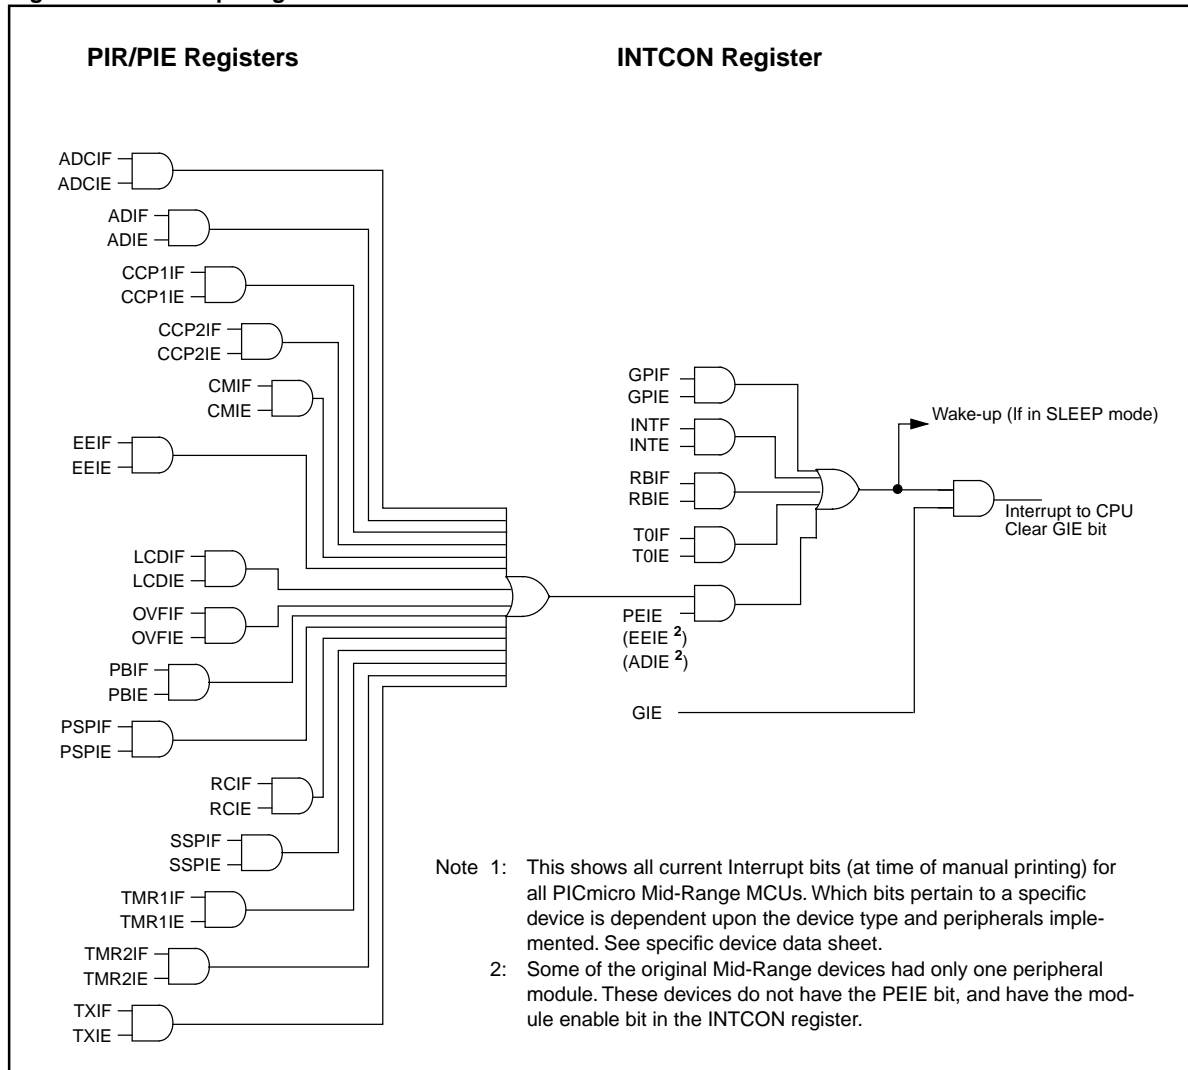 PIR/PIE Registers
INTCON Register
ADCIF
ADCIE
ADIF
ADIE
CCP1IF
CCP1IE
CCP2IF
CCP2IE
CMIF
CMIE
EEIF
EEIE
LCDIF
LCDIE
OVFIF
OVFIE
PBIF
PBIE
PSPIF
PSPIE
RCIF
RCIE
SSPIF
SSPIE
TMR1IF
TMR1IE
TMR2IF
TMR2IE
TXIF
TXIE
GPIF
GPIE
INTF
INTE
RBIF
RBIE
T0IF
T0IE
PEIE
(EEIE 2)
(ADIE 2)
GIE
Wake-up (If in SLEEP mode)
Interrupt to CPU
Clear GIE bit
Note 1: This shows all current Interrupt bits (at time of manual printing) for
all PICmicro Mid-Range MCUs. Which bits pertain to a specific
device is dependent upon the device type and peripherals imple-
mented. See specific device data sheet.
2: Some of the original Mid-Range devices had only one peripheral
module. These devices do not have the PEIE bit, and have the mod-
ule enable bit in the INTCON register.